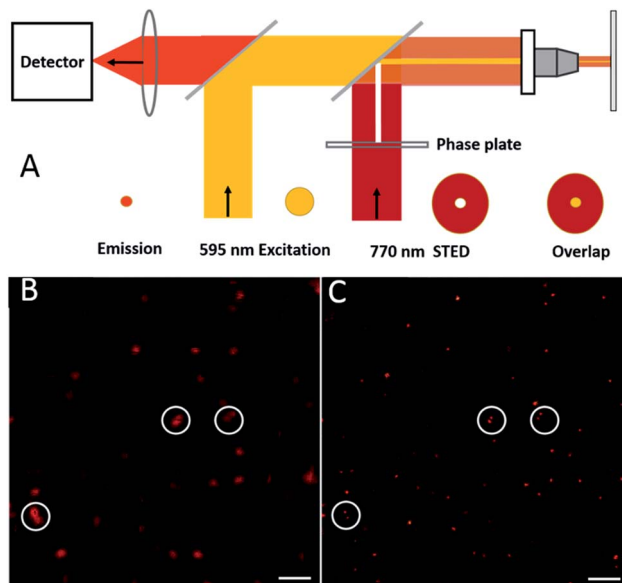 Detector
Phase plate
A
Emission 595 nm Excitation 770 nm STED Overlap
B C